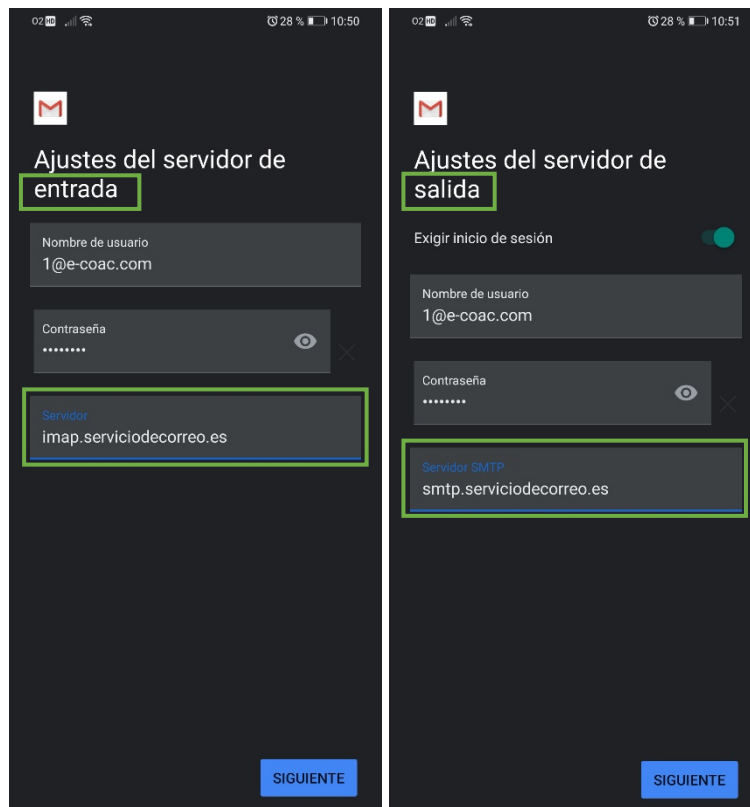 O2 HD 28 % 10:50
Ajustes del servidor de
entrada
Nombre de usuario
1@e-coac.com
Contraseña
••••••••
Servidor
imap.serviciodecorreo.es
SIGUIENTE
O2 HD 28 % 10:51
Ajustes del servidor de
salida
Exigir inicio de sesión
Nombre de usuario
1@e-coac.com
Contraseña
••••••••
Servidor SMTP
smtp.serviciodecorreo.es
SIGUIENTE